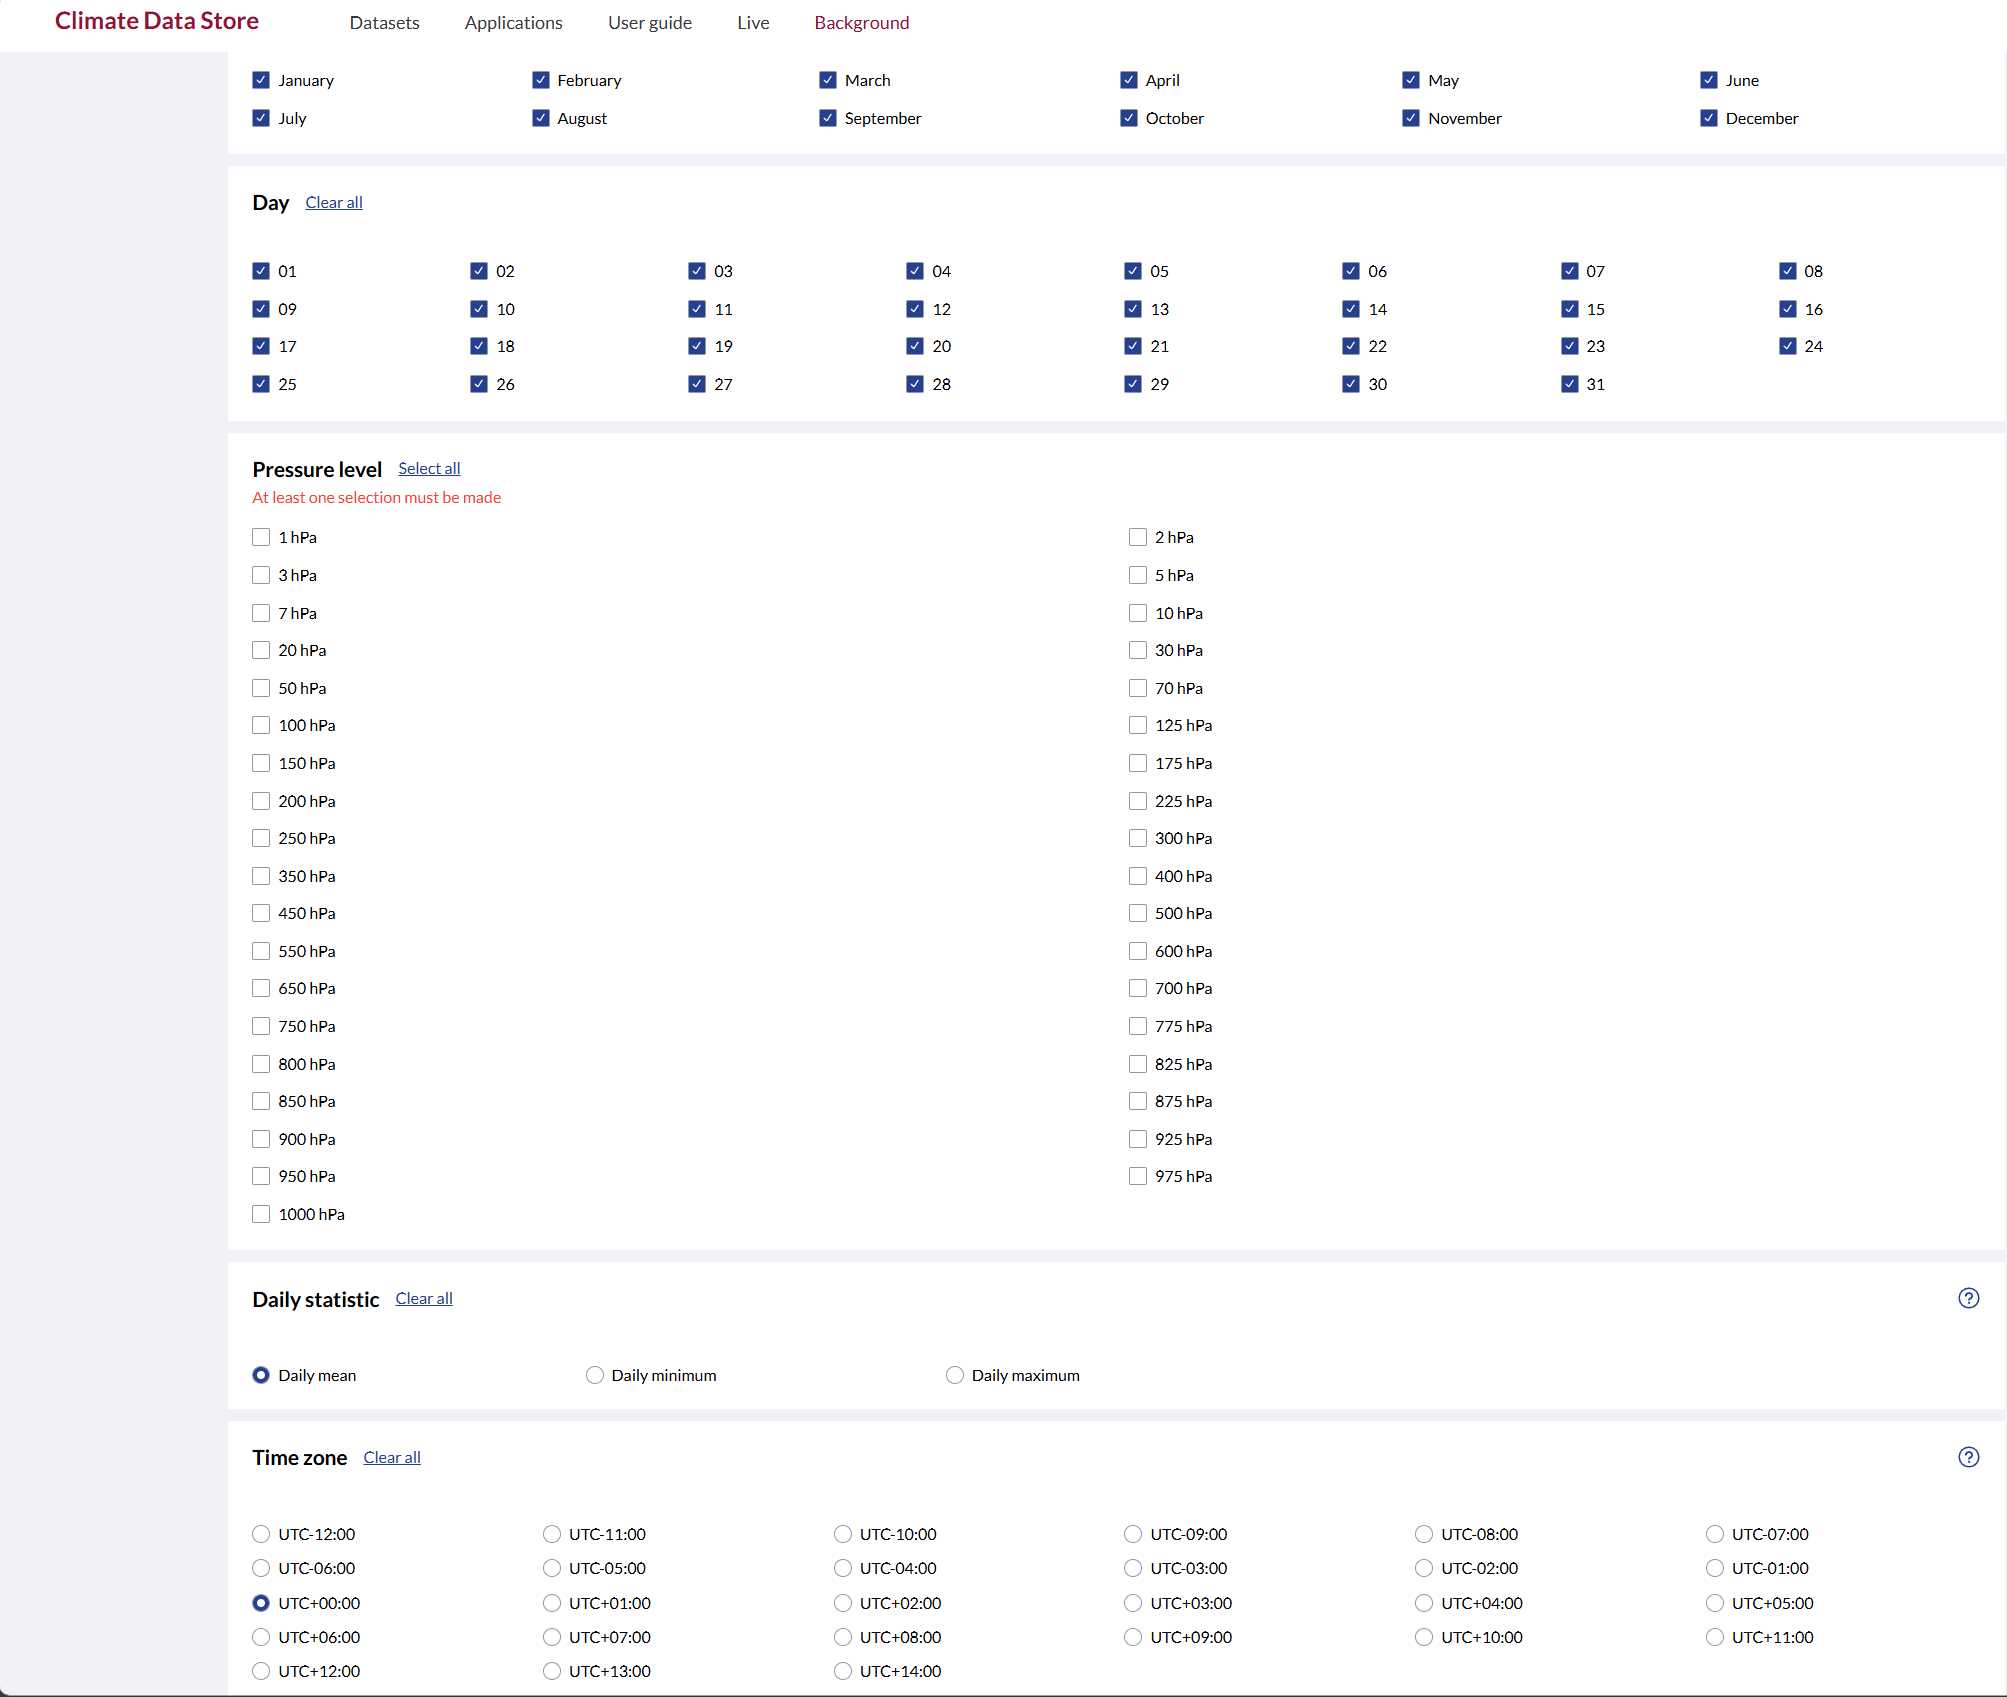 Climate Data Store Datasets Applications User guide Live Background
January February March April May June
July August September October November December
Day Clear all
01 02 03 04 05 06 07 08
09 10 11 12 13 14 15 16
17 18 19 20 21 22 23 24
25 26 27 28 29 30 31
Pressure level Select all
At least one selection must be made
1 hPa 2 hPa
3 hPa 5 hPa
7 hPa 10 hPa
20 hPa 30 hPa
50 hPa 70 hPa
100 hPa 125 hPa
150 hPa 175 hPa
200 hPa 225 hPa
250 hPa 300 hPa
350 hPa 400 hPa
450 hPa 500 hPa
550 hPa 600 hPa
650 hPa 700 hPa
750 hPa 775 hPa
800 hPa 825 hPa
850 hPa 875 hPa
900 hPa 925 hPa
950 hPa 975 hPa
1000 hPa
Daily statistic Clear all ?
Daily mean Daily minimum Daily maximum
Time zone Clear all ?
UTC-12:00 UTC-11:00 UTC-10:00 UTC-09:00 UTC-08:00 UTC-07:00
UTC-06:00 UTC-05:00 UTC-04:00 UTC-03:00 UTC-02:00 UTC-01:00
UTC+00:00 UTC+01:00 UTC+02:00 UTC+03:00 UTC+04:00 UTC+05:00
UTC+06:00 UTC+07:00 UTC+08:00 UTC+09:00 UTC+10:00 UTC+11:00
UTC+12:00 UTC+13:00 UTC+14:00